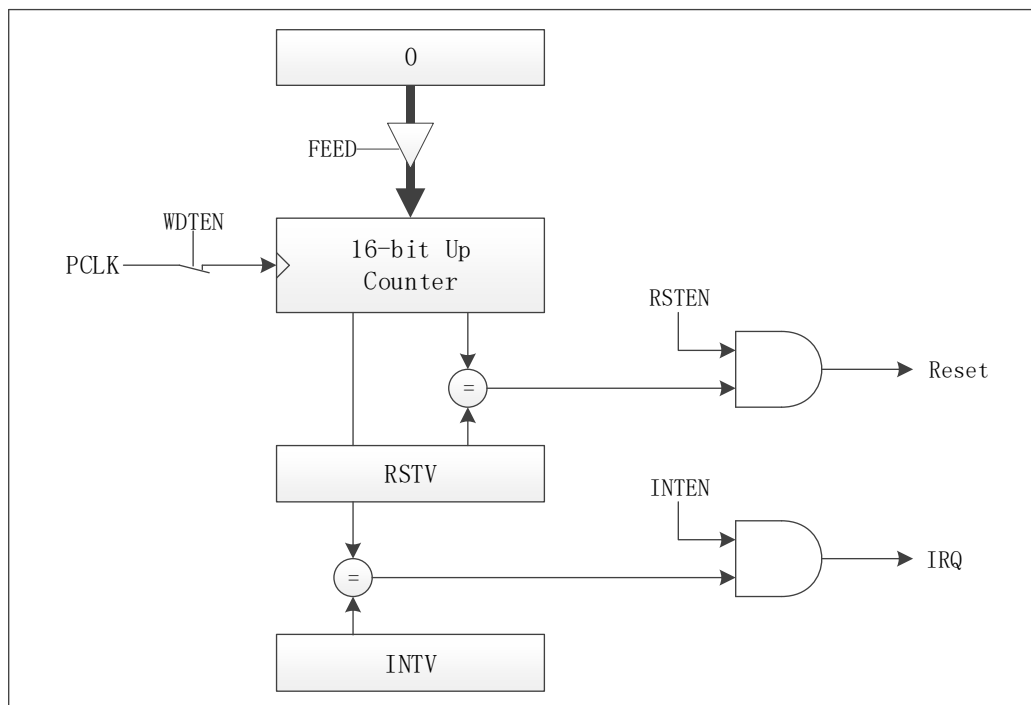 0
FEED
WDTEN
PCLK
16-bit Up
Counter
RSTEN
=
Reset
RSTV
INTEN
=
IRQ
INTV